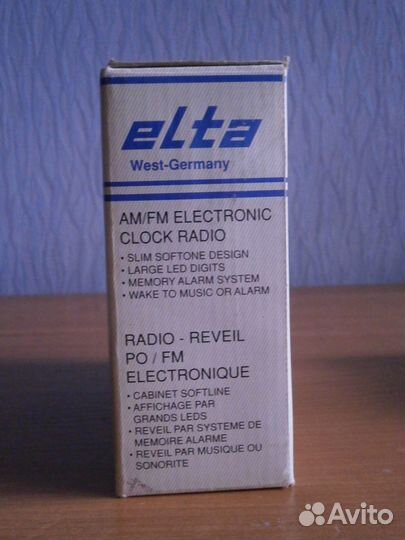 elta
West-Germany
AM/FM ELECTRONIC
CLOCK RADIO
• SLIM SOFTONE DESIGN
• LARGE LED DIGITS
• MEMORY ALARM SYSTEM
• WAKE TO MUSIC OR ALARM
RADIO - REVEIL
PO / FM
ELECTRONIQUE
• CABINET SOFTLINE
• AFFICHAGE PAR
GRANDS LEDS
• REVEIL PAR SYSTEME DE
MEMOIRE ALARME
• REVEIL PAR MUSIQUE OU
SONORITE
Avito